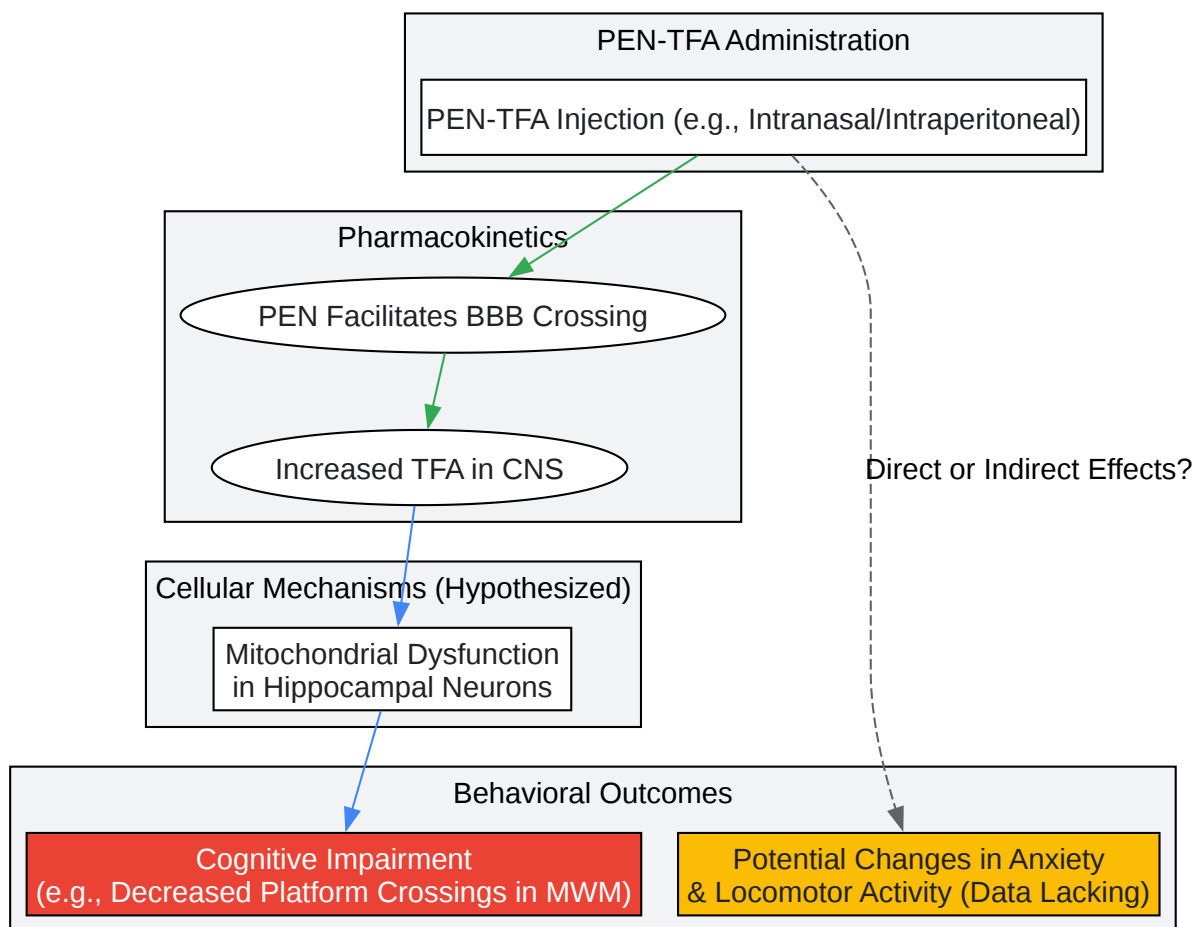 PEN-TFA Administration
PEN-TFA Injection (e.g., Intranasal/Intraperitoneal)
Pharmacokinetics
PEN Facilitates BBB Crossing
Increased TFA in CNS
Direct or Indirect Effects?
Cellular Mechanisms (Hypothesized)
Mitochondrial Dysfunction
in Hippocampal Neurons
Behavioral Outcomes
Cognitive Impairment
(e.g., Decreased Platform Crossings in MWM)
Potential Changes in Anxiety
& Locomotor Activity (Data Lacking)